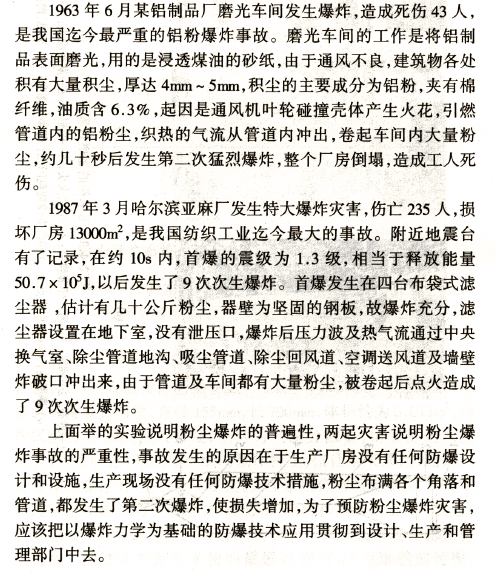 1963年6月某铝制品厂磨光车间发生爆炸,造成死伤43人,
是我国迄今最严重的铝粉爆炸事故。磨光车间的工作是将铝制
品表面磨光,用的是浸透煤油的砂纸,由于通风不良,建筑物各处
积有大量积尘,厚达4mm~5mm,积尘的主要成分为铝粉,夹有棉
纤维,油质含6.3%,起因是通风机叶轮碰撞壳体产生火花,引燃
管道内的铝粉尘,织热的气流从管道内冲出,卷起车间内大量粉
尘,约几十秒后发生第二次猛烈爆炸,整个厂房倒塌,造成工人死
伤。
1987年3月哈尔滨亚麻厂发生特大爆炸灾害,伤亡235人,损
坏厂房13000m²,是我国纺织工业迄今最大的事故。附近地震台
有了记录,在约10s内,首爆的震级为1.3级,相当于释放能量
50.7×10⁵J,以后发生了9次次生爆炸。首爆发生在四台布袋式滤
尘器,估计有几十公斤粉尘,器壁为坚固的钢板,故爆炸充分,滤
尘器设置在地下室,没有泄压口,爆炸后压力波及热气流通过中央
换气室、除尘管道地沟、吸尘管道、除尘回风道、空调送风道及墙壁
炸破口冲出来,由于管道及车间都有大量粉尘,被卷起后点火造成
了9次次生爆炸。
上面举的实验说明粉尘爆炸的普遍性,两起灾害说明粉尘爆
炸事故的严重性,事故发生的原因在于生产厂房没有任何防爆设
计和设施,生产现场没有任何防爆技术措施,粉尘布满各个角落和
管道,都发生了第二次爆炸,使损失增加,为了预防粉尘爆炸灾害,
应该把以爆炸力学为基础的防爆技术应用贯彻到设计、生产和管
理部门中去。